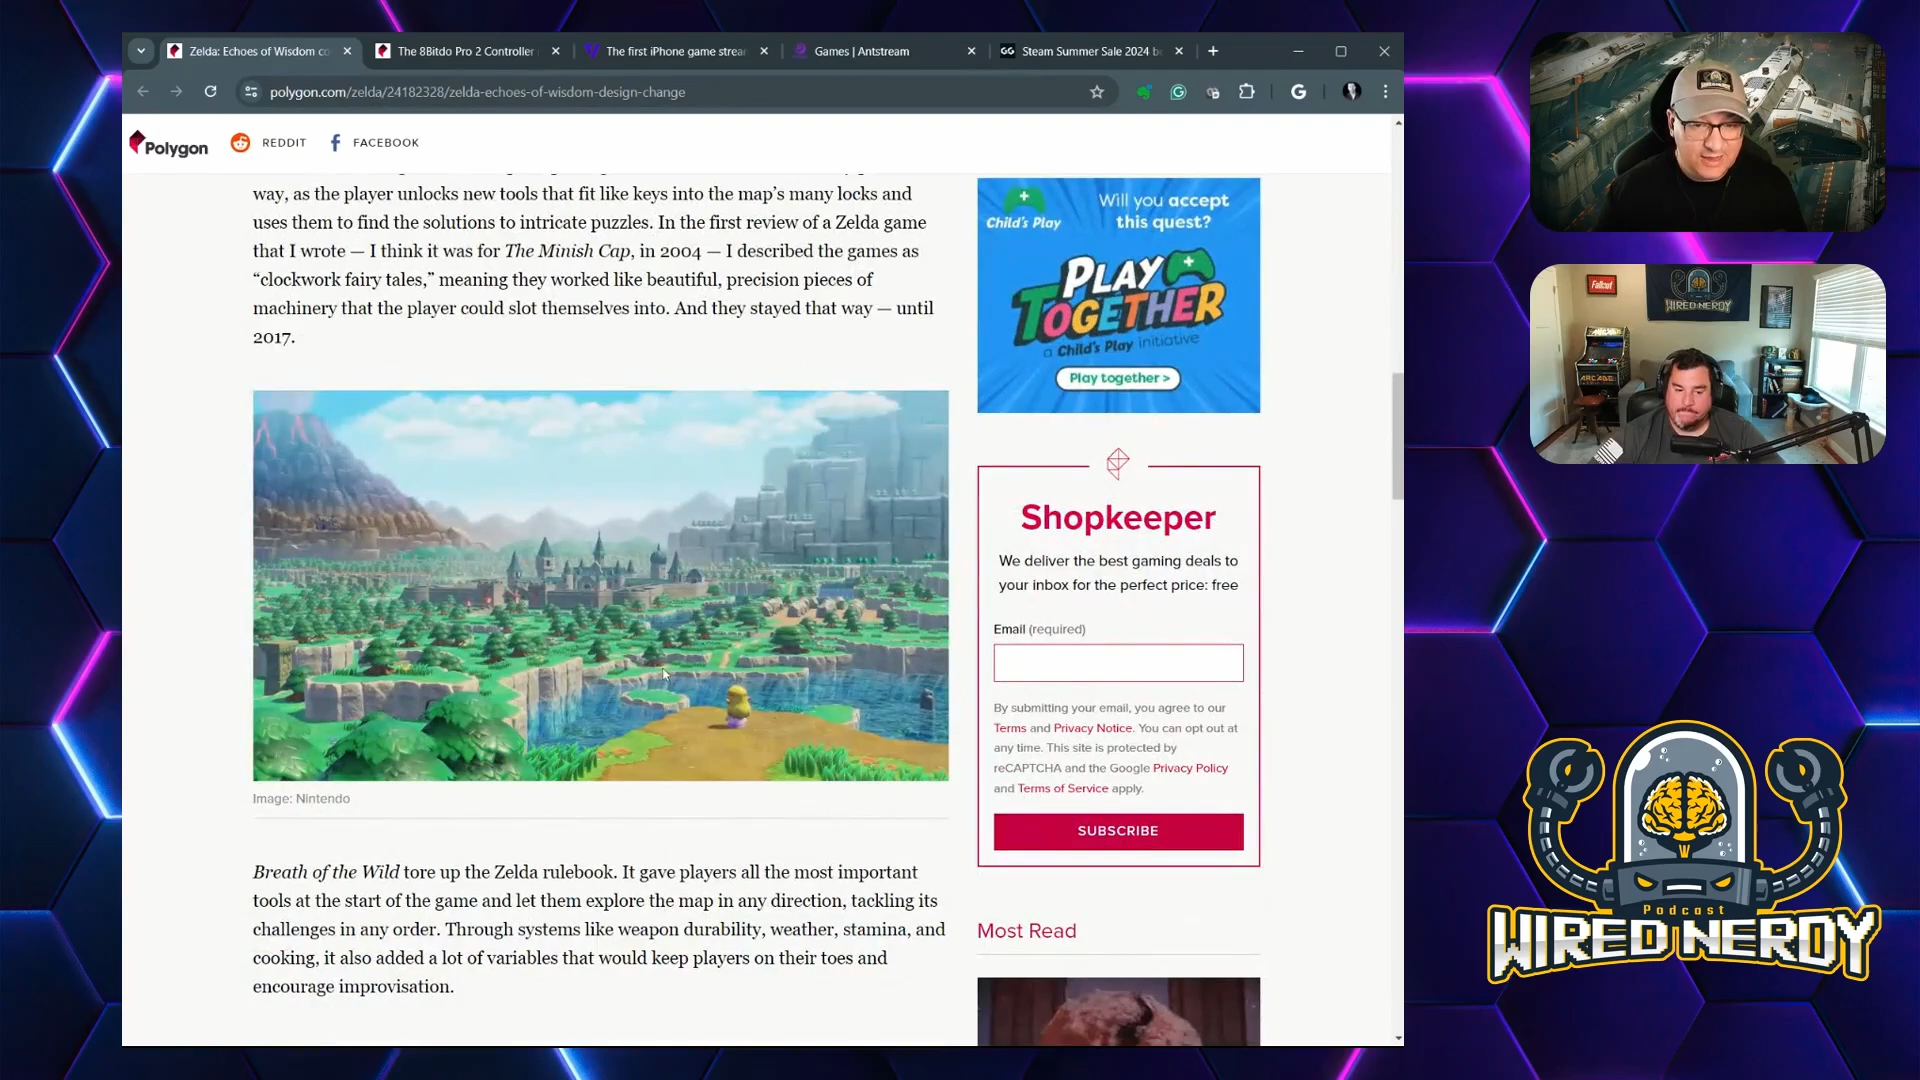 Zelda: Echoes of Wisdom co
The 8Bitdo Pro 2 Controller
The first iPhone game strea
Games | Antstream
GG Steam Summer Sale 2024 b
polygon.com/zelda/24182328/zelda-echoes-of-wisdom-design-change
Polygon
REDDIT
FACEBOOK
way, as the player unlocks new tools that fit like keys into the map’s many locks and
uses them to find the solutions to intricate puzzles. In the first review of a Zelda game
that I wrote — I think it was for The Minish Cap, in 2004 — I described the games as
“clockwork fairy tales,” meaning they worked like beautiful, precision pieces of
machinery that the player could slot themselves into. And they stayed that way — until
2017.
Image: Nintendo
Breath of the Wild tore up the Zelda rulebook. It gave players all the most important
tools at the start of the game and let them explore the map in any direction, tackling its
challenges in any order. Through systems like weapon durability, weather, stamina, and
cooking, it also added a lot of variables that would keep players on their toes and
encourage improvisation.
Child’s Play
Will you accept
this quest?
PLAY
TOGETHER
a Child’s Play initiative
Play together >
Shopkeeper
We deliver the best gaming deals to
your inbox for the perfect price: free
Email (required)
By submitting your email, you agree to our
Terms and Privacy Notice. You can opt out at
any time. This site is protected by
reCAPTCHA and the Google Privacy Policy
and Terms of Service apply.
SUBSCRIBE
Most Read
Fallout
WIRED NERDY
ARCADE
Podcast
WIRED NERDY